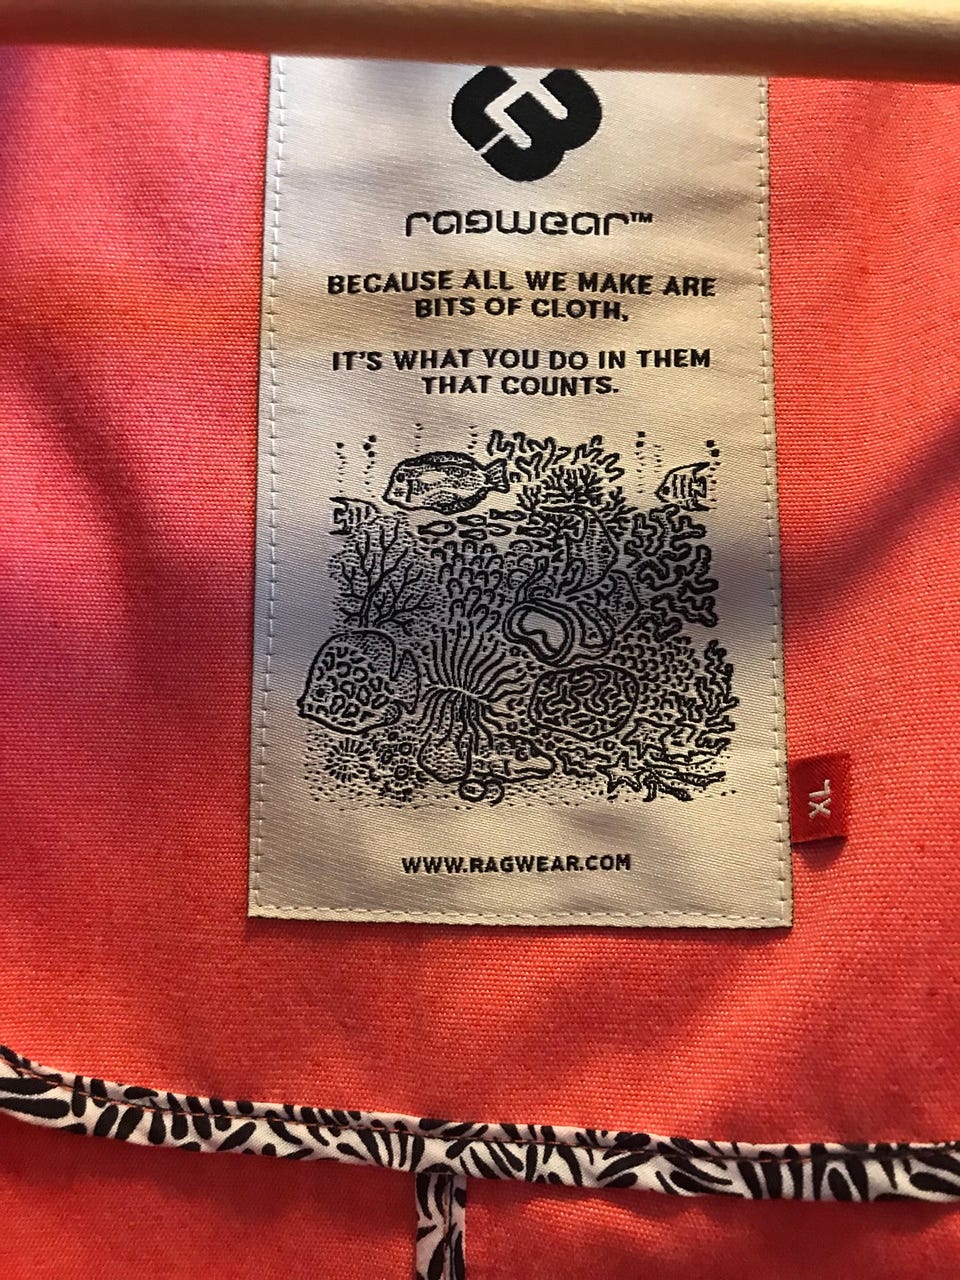 ragwear™
BECAUSE ALL WE MAKE ARE
BITS OF CLOTH,
IT'S WHAT YOU DO IN THEM
THAT COUNTS.
XL
WWW.RAGWEAR.COM